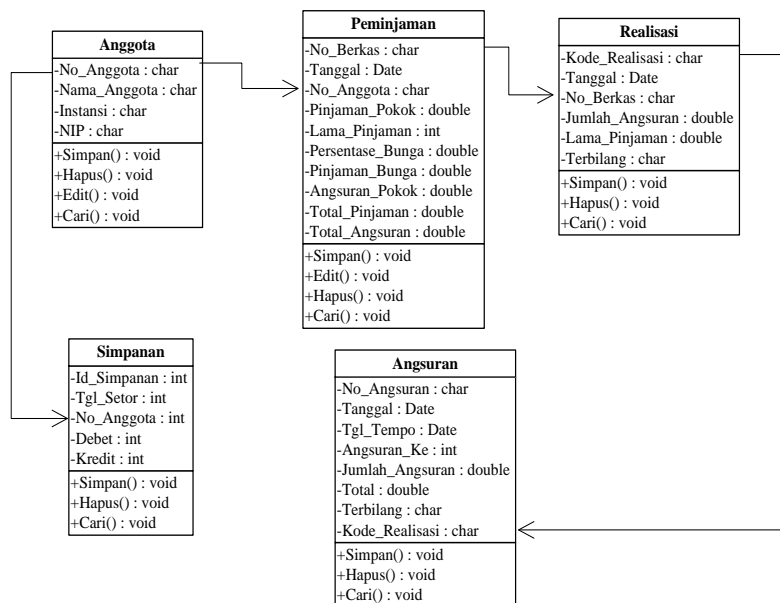 Anggota
-No_Anggota : char
-Nama_Anggota : char
-Instansi : char
-NIP : char
+Simpan() : void
+Hapus() : void
+Edit() : void
+Cari() : void
Peminjaman
-No_Berkas : char
-Tanggal : Date
-No_Anggota : char
-Pinjaman_Pokok : double
-Lama_Pinjaman : int
-Persentase_Bunga : double
-Pinjaman_Bunga : double
-Angsuran_Pokok : double
-Total_Pinjaman : double
-Total_Angsuran : double
+Simpan() : void
+Edit() : void
+Hapus() : void
+Cari() : void
Realisasi
-Kode_Realisasi : char
-Tanggal : Date
-No_Berkas : char
-Jumlah_Angsuran : double
-Lama_Pinjaman : double
-Terbilang : char
+Simpan() : void
+Hapus() : void
+Cari() : void
Simpanan
-Id_Simpanan : int
-Tgl_Setor : int
-No_Anggota : int
-Debet : int
-Kredit : int
+Simpan() : void
+Hapus() : void
+Cari() : void
Angsuran
-No_Angsuran : char
-Tanggal : Date
-Tgl_Tempo : Date
-Angsuran_Ke : int
-Jumlah_Angsuran : double
-Total : double
-Terbilang : char
-Kode_Realisasi : char
+Simpan() : void
+Hapus() : void
+Cari() : void